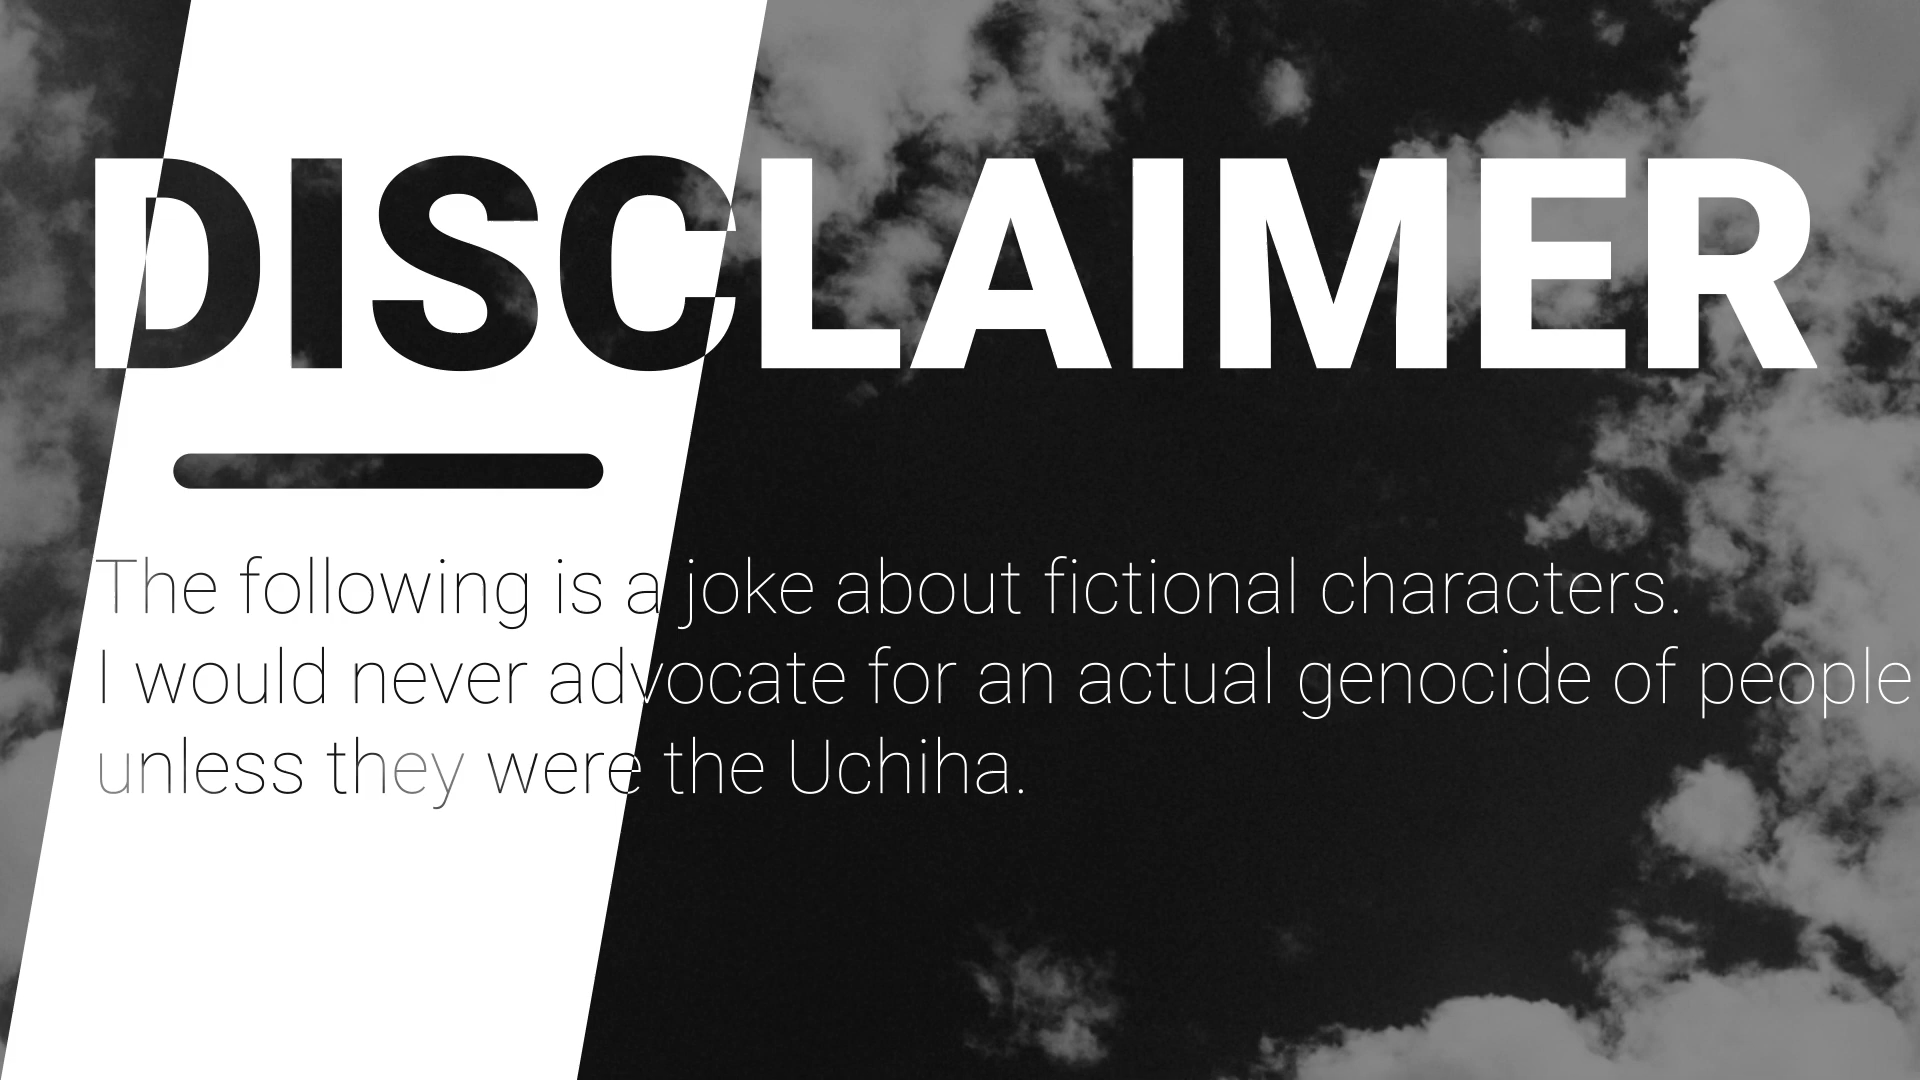 DISCLAIMER
The following is a joke about fictional characters.
I would never advocate for an actual genocide of people
unless they were the Uchiha.